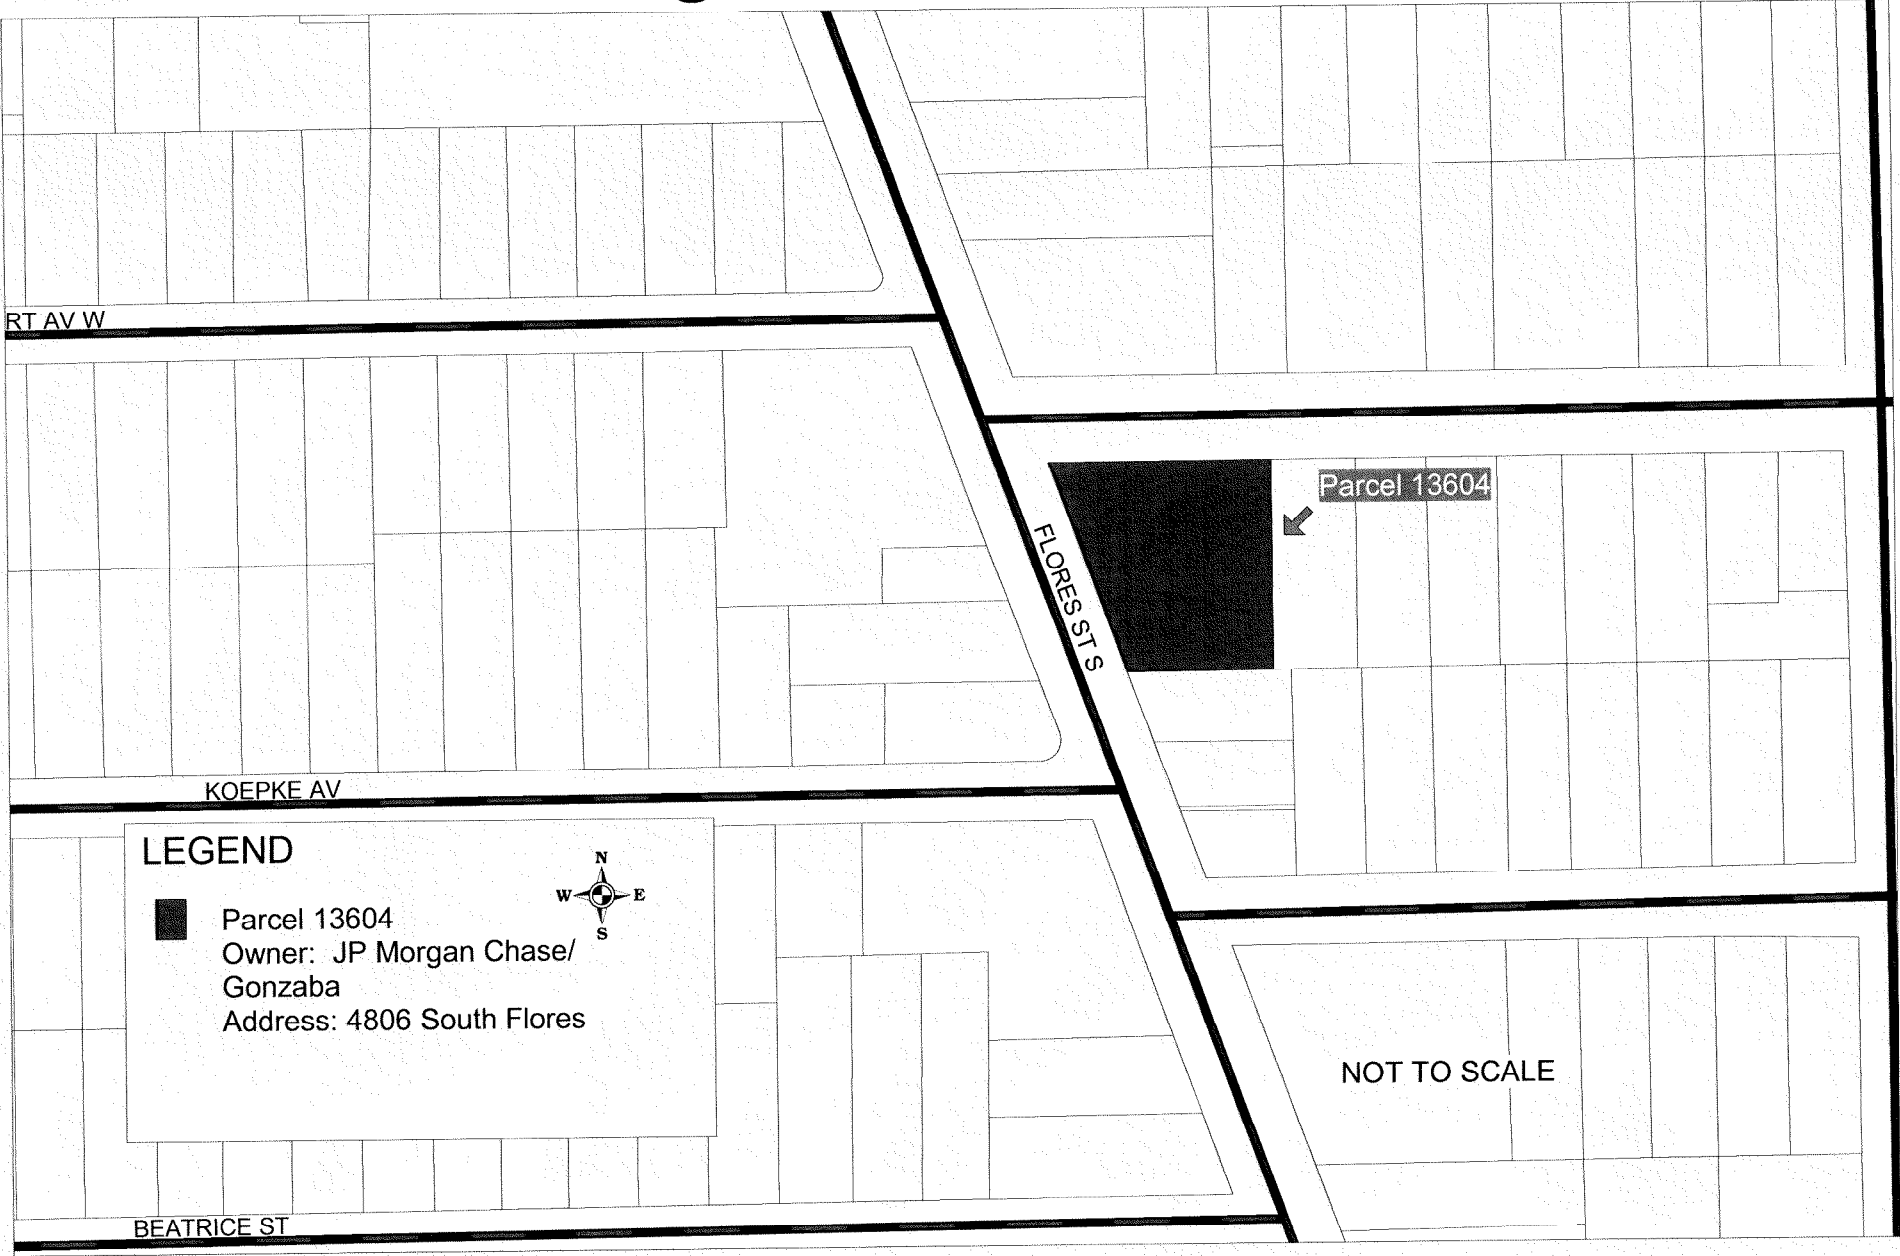 RT AV W
Parcel 13604
FLORES ST S
KOEPKE AV
LEGEND
N
W E
S
Parcel 13604
Owner: JP Morgan Chase/
Gonzaba
Address: 4806 South Flores
NOT TO SCALE
BEATRICE ST